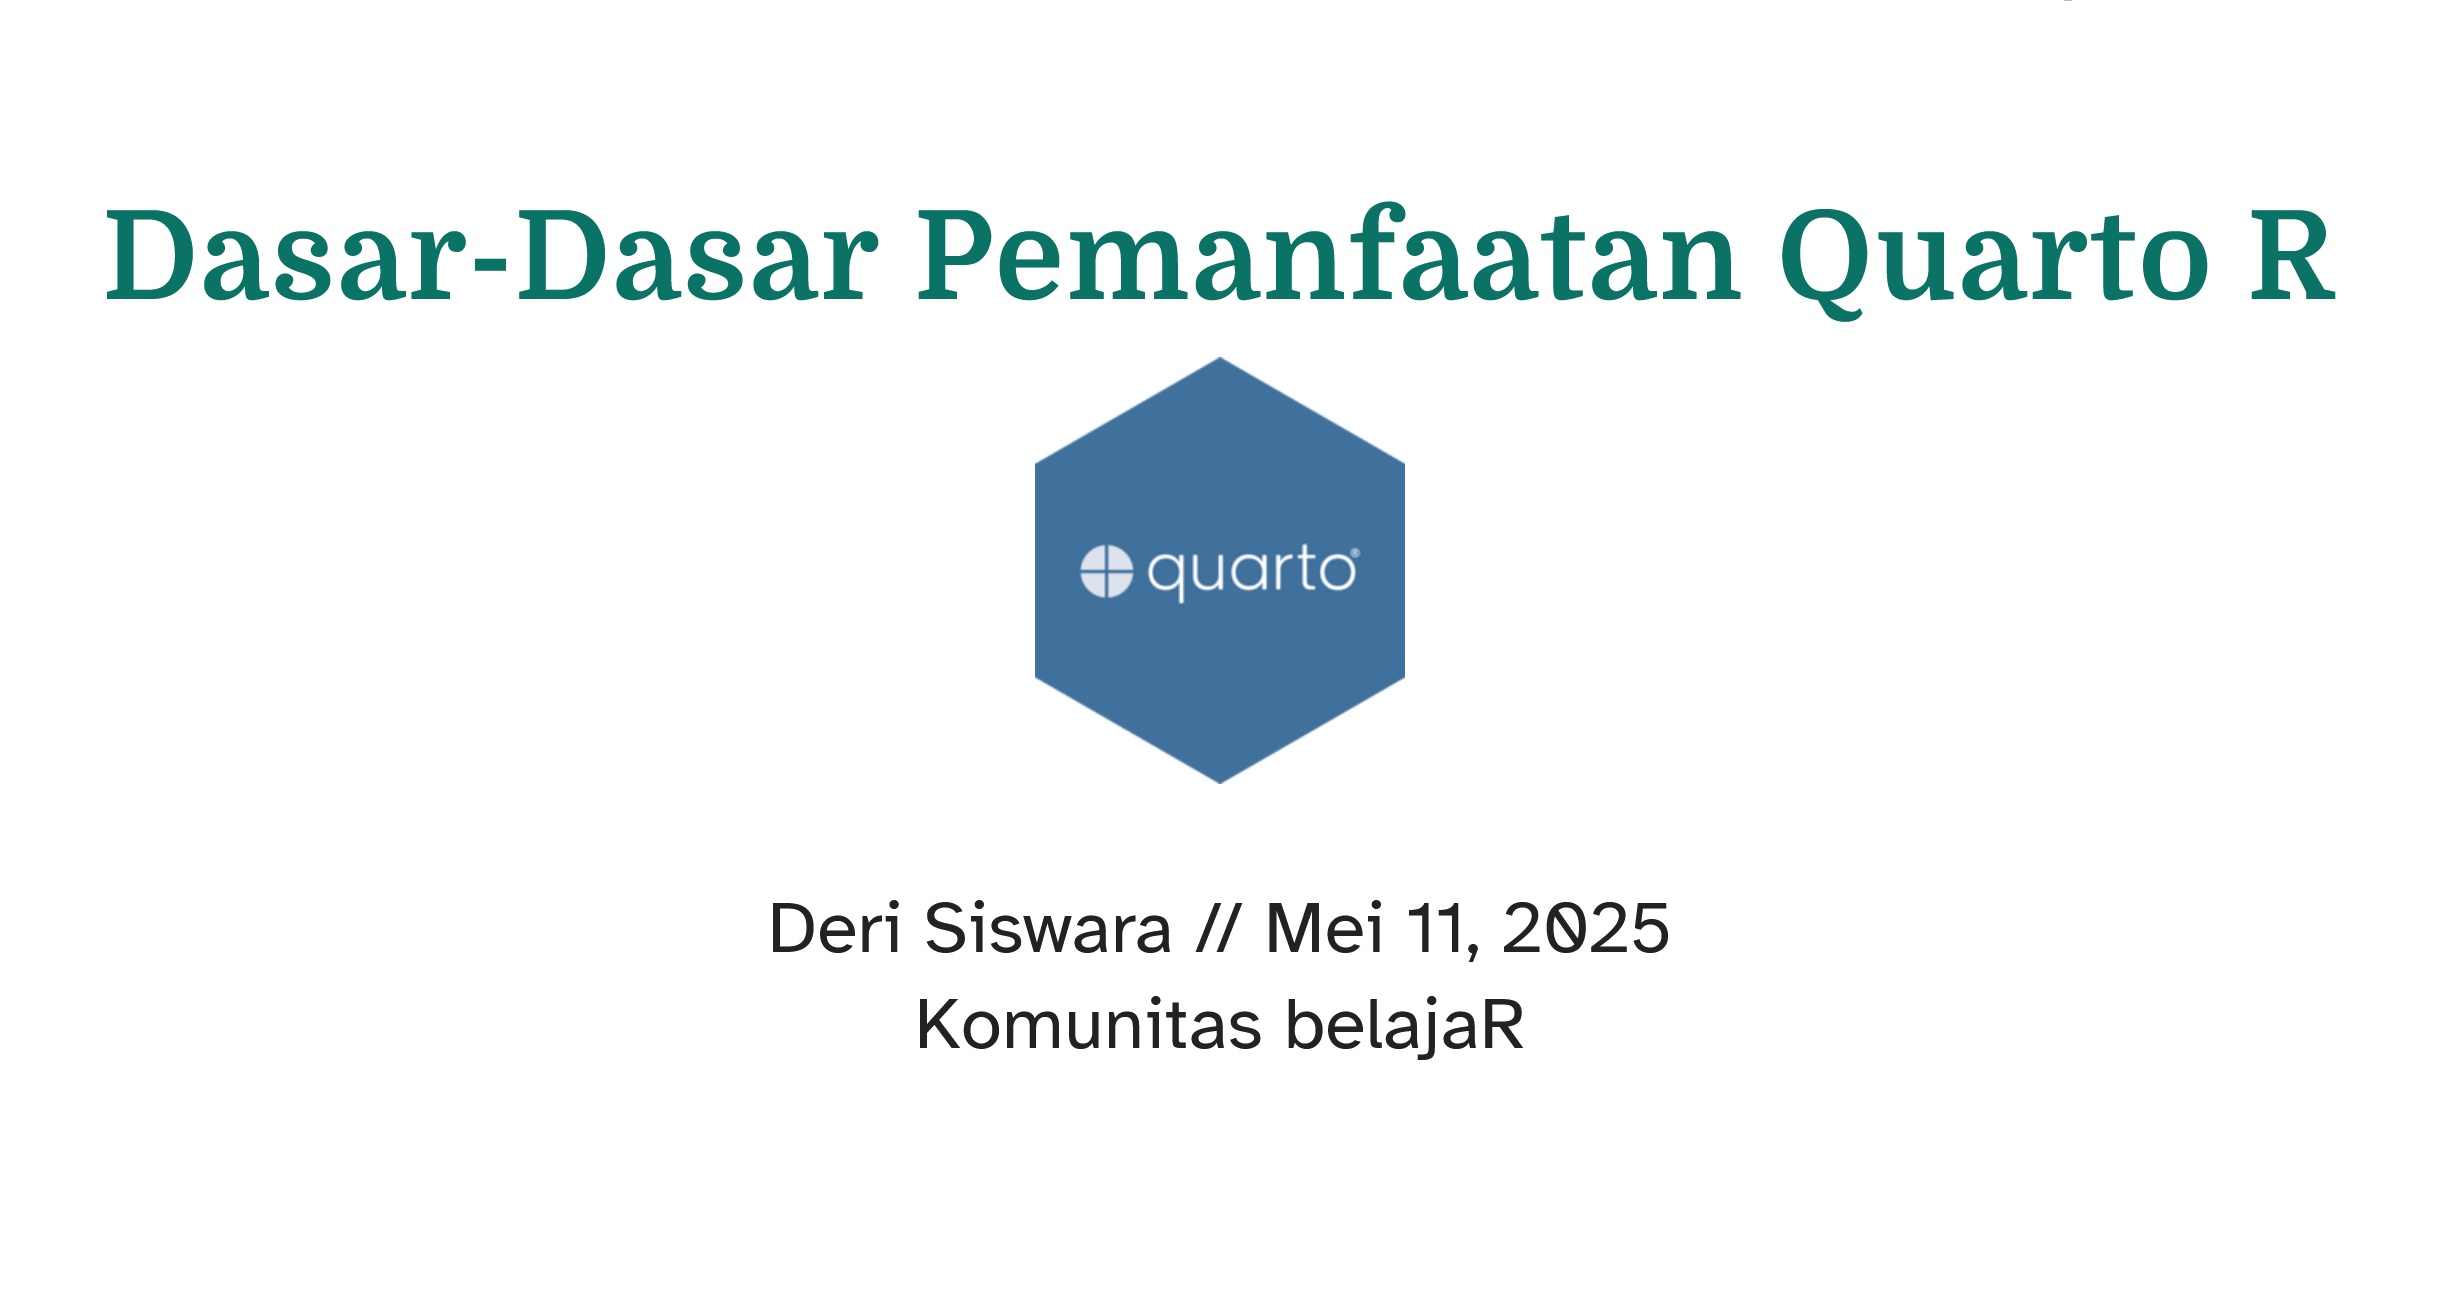 Dasar-Dasar Pemanfaatan Quarto R
quarto®
Deri Siswara // Mei 11, 2025
Komunitas belajaR